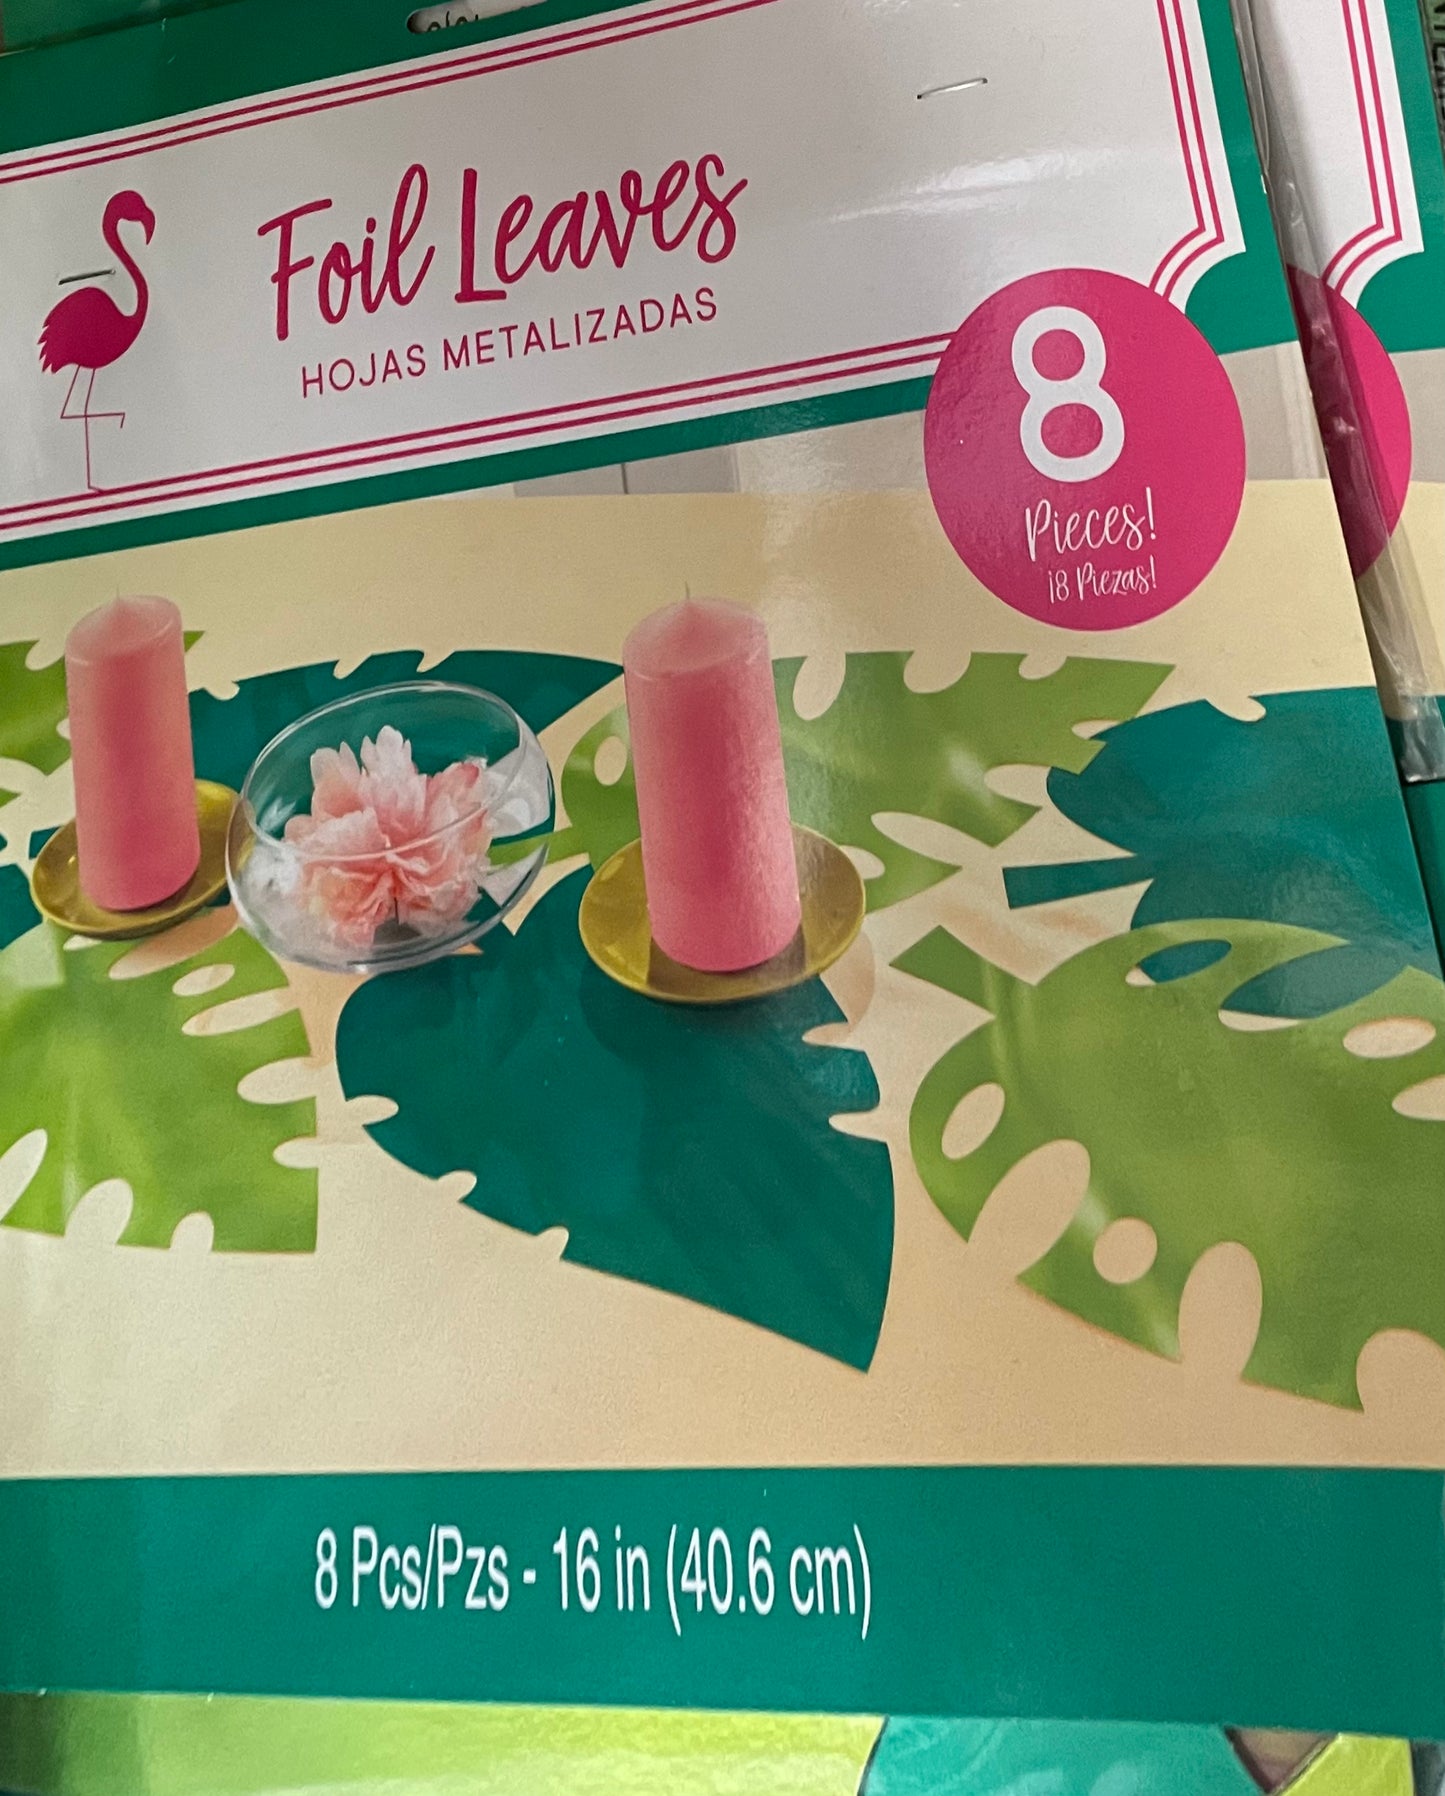 Foil Leaves
HOJAS METALIZADAS
8
Pieces!
¡8 Piezas!
8 Pcs/Pzs - 16 in (40.6 cm)